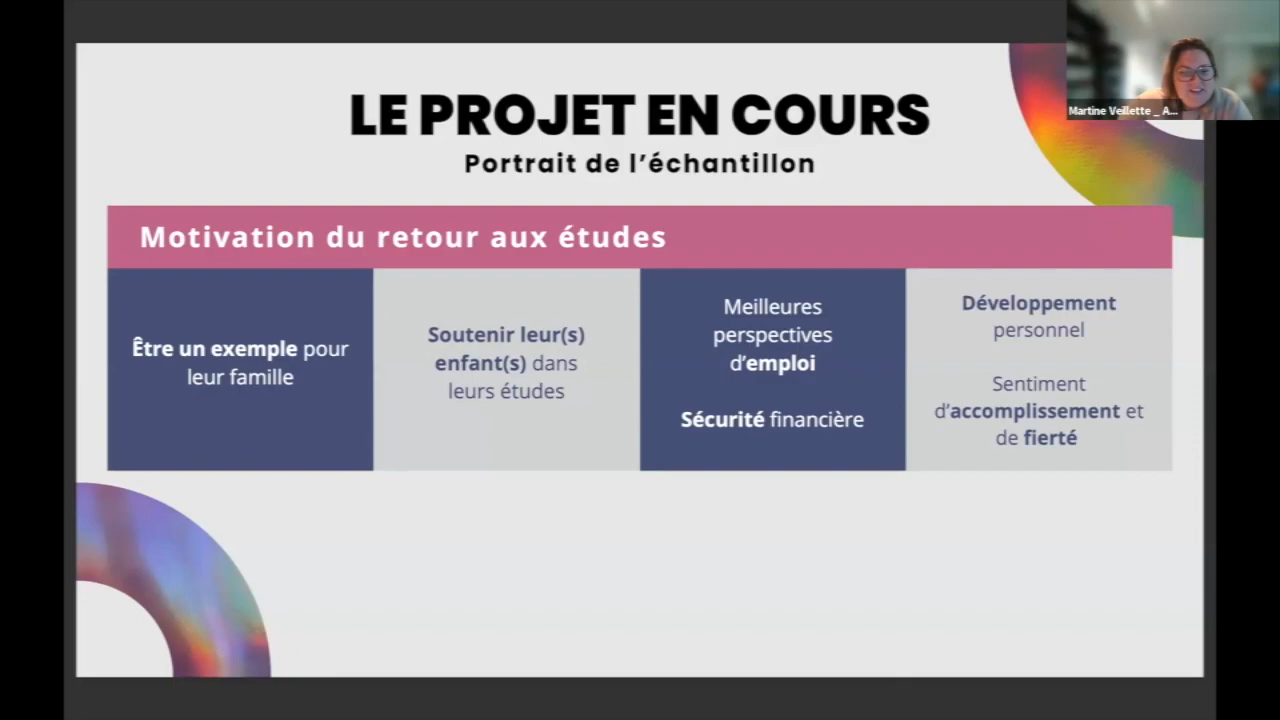 LE PROJET EN COURS
Portrait de l'échantillon
Martine Veillette _ A...
Motivation du retour aux études
Être un exemple pour
leur famille
Soutenir leur(s)
enfant(s) dans
leurs études
Meilleures
perspectives
d'emploi
Sécurité financière
Développement
personnel
Sentiment
d'accomplissement et
de fierté